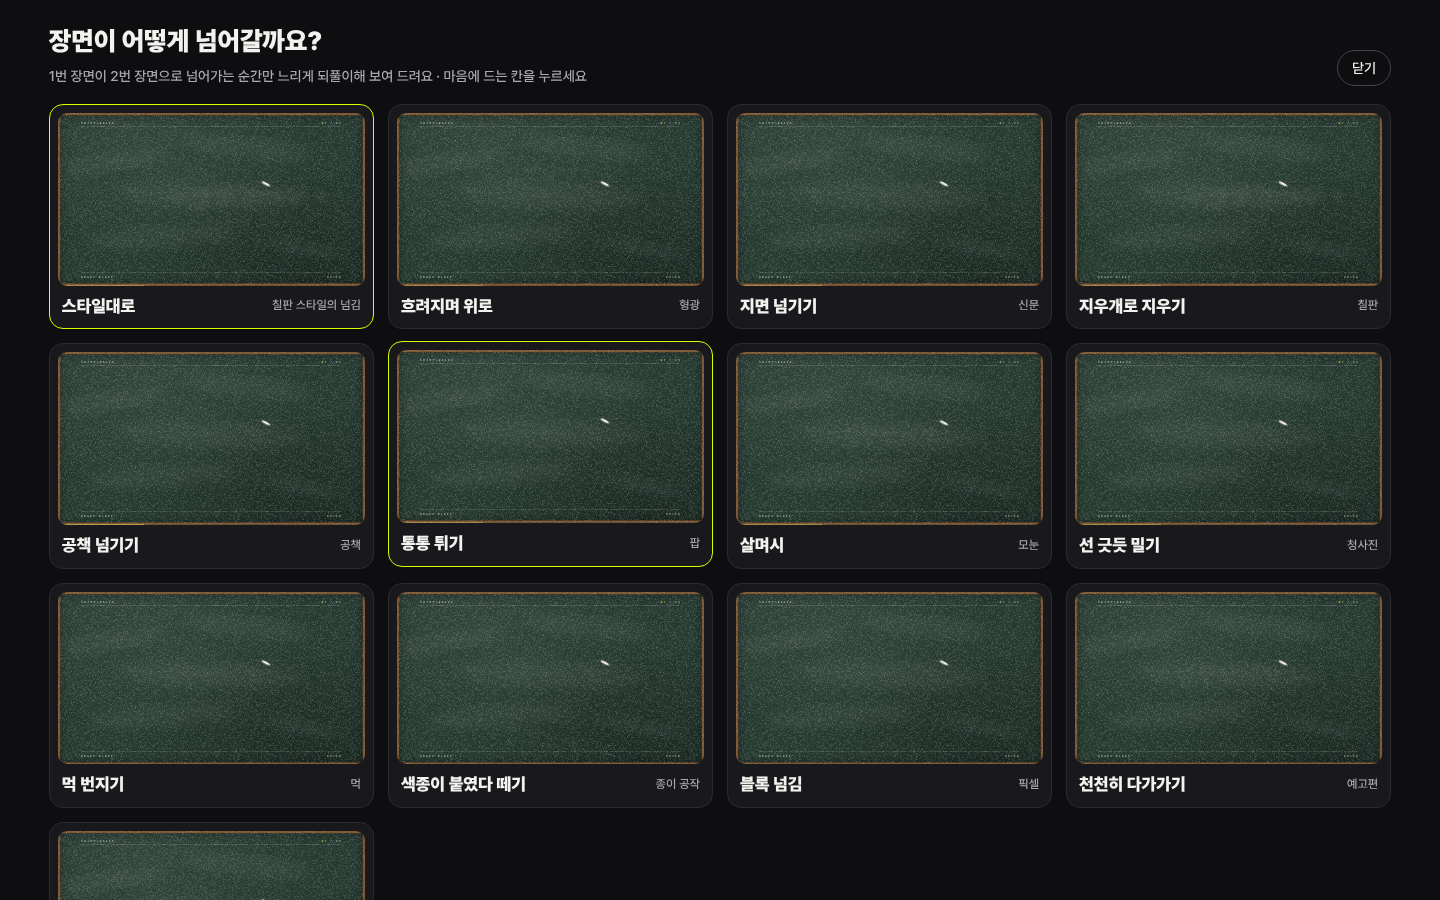 장면이 어떻게 넘어갈까요?
1번 장면이 2번 장면으로 넘어가는 순간만 느리게 되풀이해 보여 드려요 · 마음에 드는 칸을 누르세요
닫기
스타일대로 칠판 스타일의 넘김
흐려지며 위로 형광
지면 넘기기 신문
지우개로 지우기 칠판
공책 넘기기 공책
통통 튀기 팝
살며시 모눈
선 긋듯 밀기 청사진
먹 번지기 먹
색종이 붙였다 떼기 종이 공작
블록 넘김 픽셀
천천히 다가가기 예고편